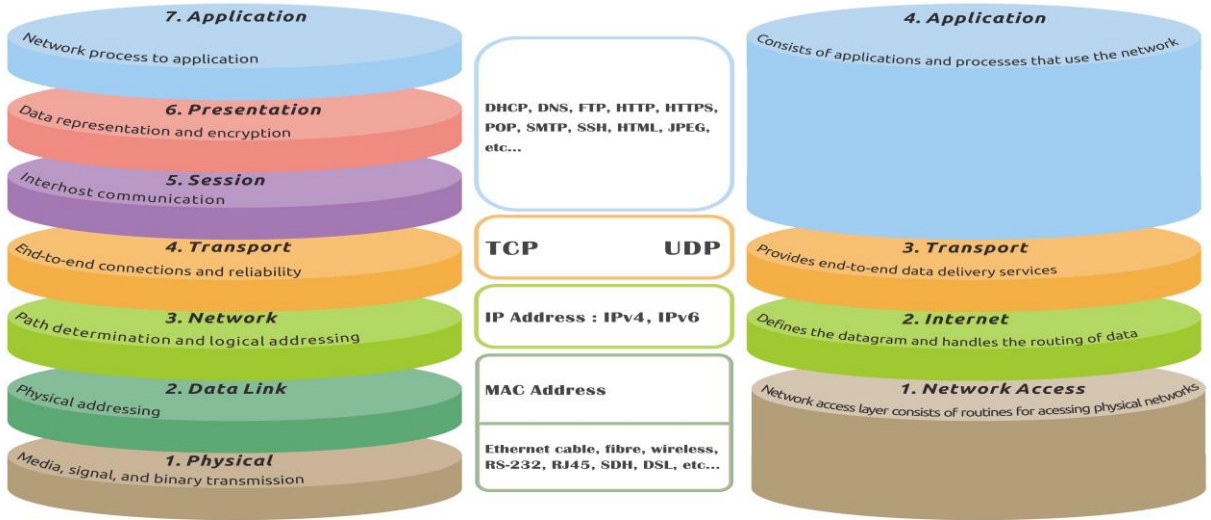 7. Application
Network process to application
6. Presentation
Data representation and encryption
5. Session
Interhost communication
4. Transport
End-to-end connections and reliability
3. Network
Path determination and logical addressing
2. Data Link
Physical addressing
1. Physical
Media, signal, and binary transmission
DHCP, DNS, FTP, HTTP, HTTPS,
POP, SMTP, SSH, HTML, JPEG,
etc...
TCP UDP
IP Address : IPv4, IPv6
MAC Address
Ethernet cable, fibre, wireless,
RS-232, RJ45, SDH, DSL, etc...
4. Application
Consists of applications and processes that use the network
3. Transport
Provides end-to-end data delivery services
2. Internet
Defines the datagram and handles the routing of data
1. Network Access
Network access layer consists of routines for acessing physical networks